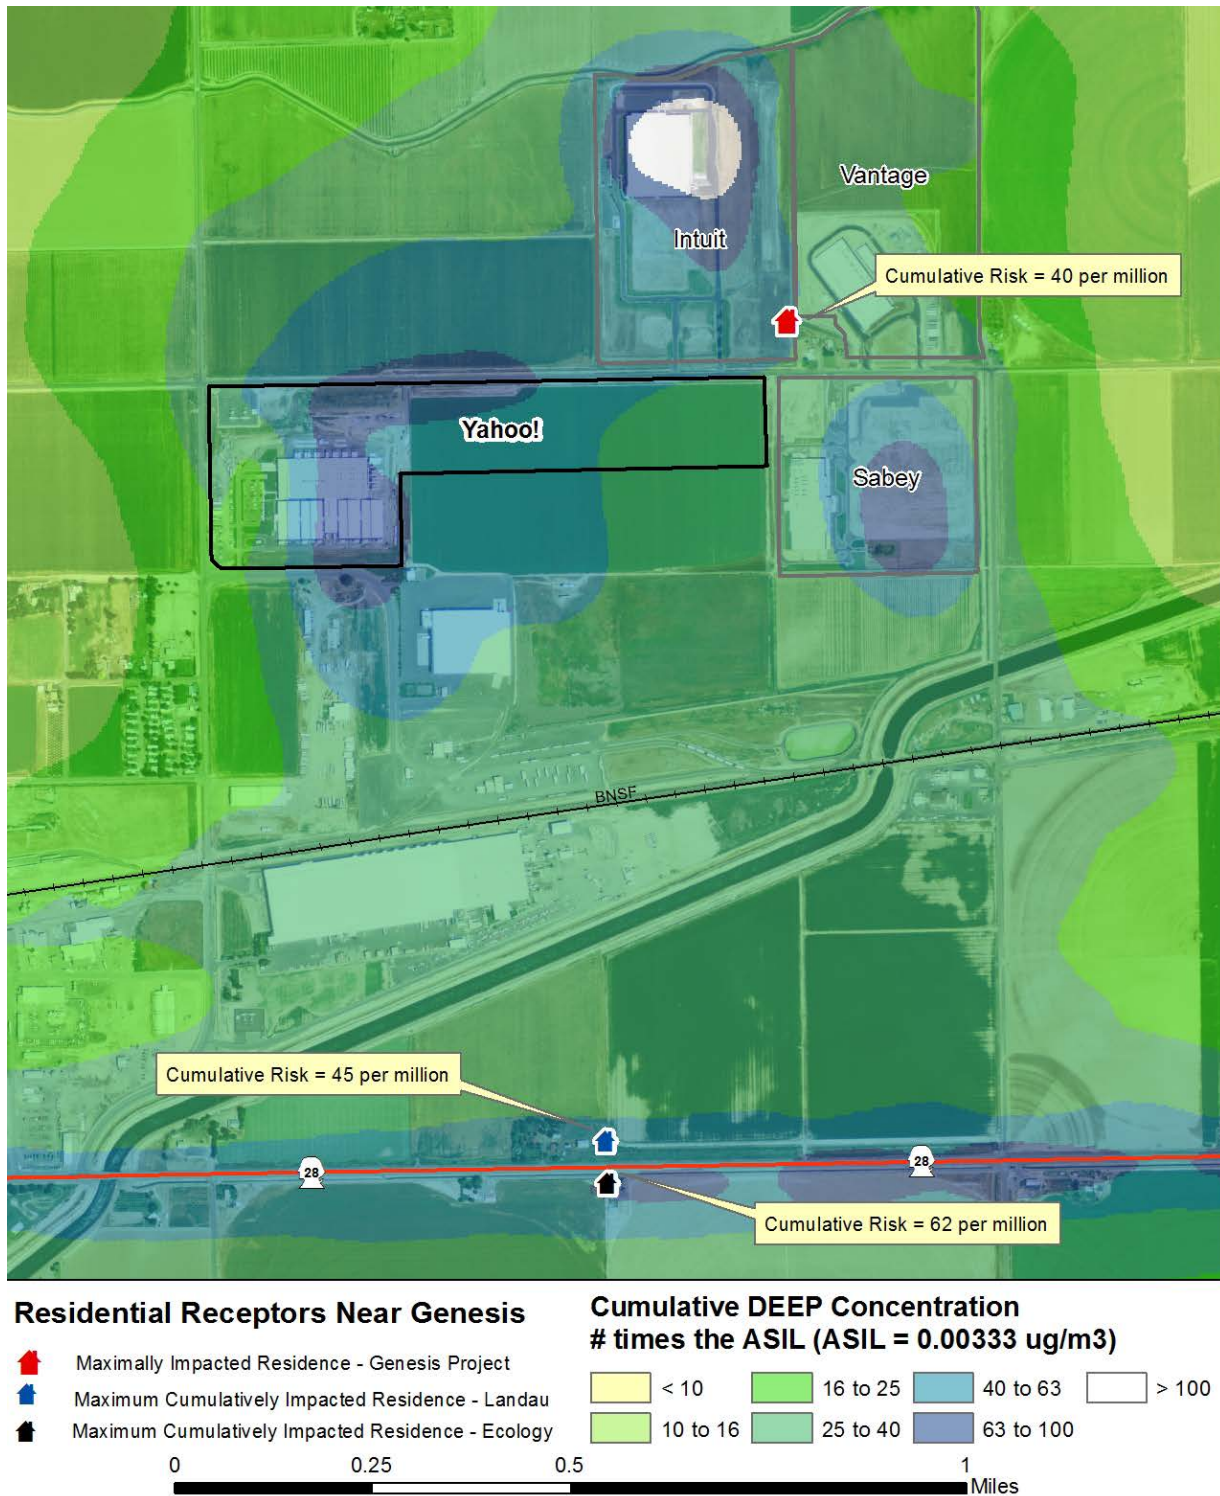 Vantage
Intuit
Cumulative Risk = 40 per million
Yahoo!
Sabey
BNSF
Cumulative Risk = 45 per million
28
28
Cumulative Risk = 62 per million
Residential Receptors Near Genesis
Maximally Impacted Residence - Genesis Project
Maximum Cumulatively Impacted Residence - Landau
Maximum Cumulatively Impacted Residence - Ecology
Cumulative DEEP Concentration
# times the ASIL (ASIL = 0.00333 ug/m3)
< 10
16 to 25
40 to 63
> 100
10 to 16
25 to 40
63 to 100
0
0.25
0.5
1
Miles